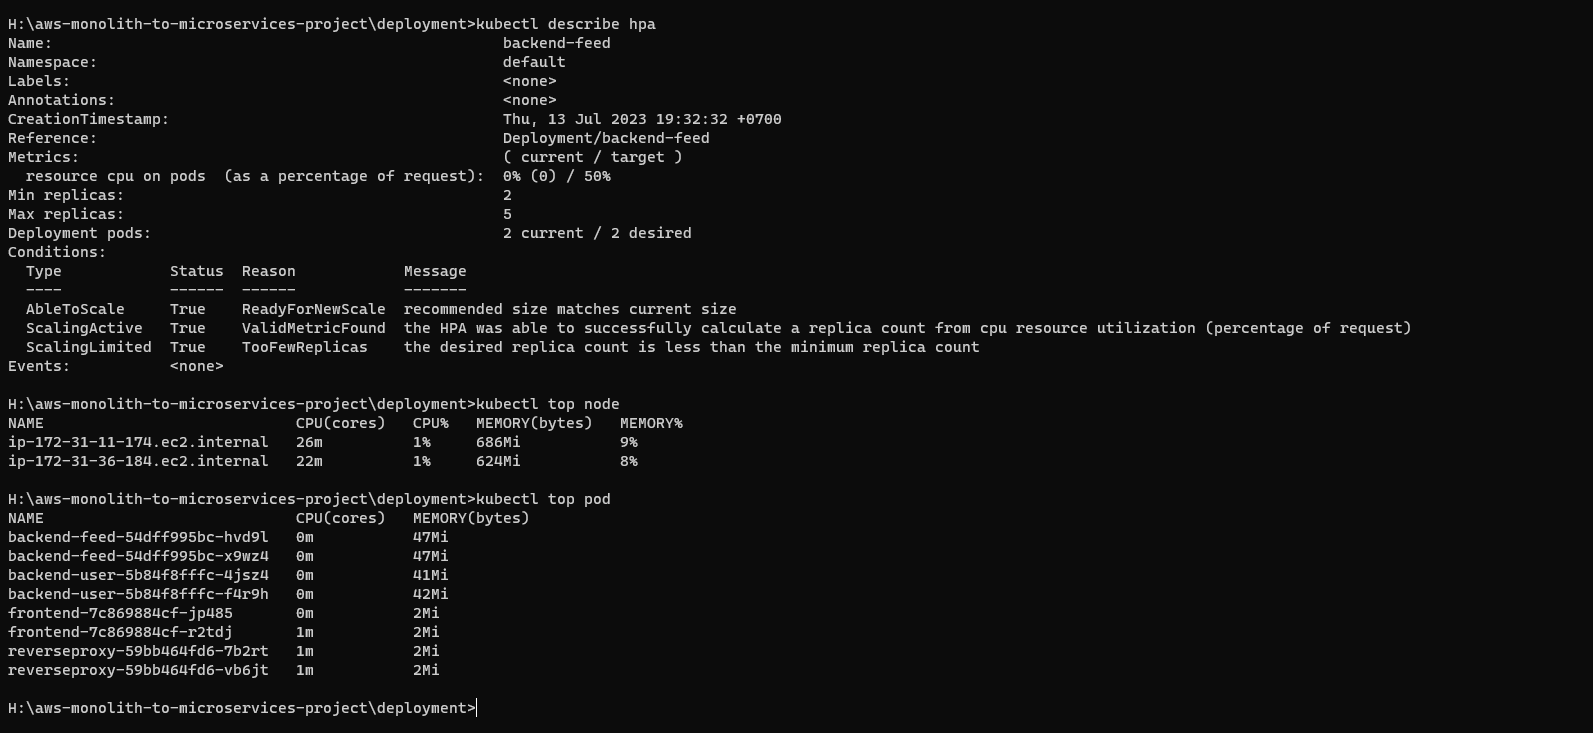 H:\aws-monolith-to-microservices-project\deployment>kubectl describe hpa
Name:                                                  backend-feed
Namespace:                                             default
Labels:                                                <none>
Annotations:                                           <none>
CreationTimestamp:                                     Thu, 13 Jul 2023 19:32:32 +0700
Reference:                                             Deployment/backend-feed
Metrics:                                               ( current / target )
  resource cpu on pods  (as a percentage of request):  0% (0) / 50%
Min replicas:                                          2
Max replicas:                                          5
Deployment pods:                                       2 current / 2 desired
Conditions:
  Type            Status  Reason            Message
  ----            ------  ------            -------
  AbleToScale     True    ReadyForNewScale  recommended size matches current size
  ScalingActive   True    ValidMetricFound  the HPA was able to successfully calculate a replica count from cpu resource utilization (percentage of request)
  ScalingLimited  True    TooFewReplicas    the desired replica count is less than the minimum replica count
Events:           <none>

H:\aws-monolith-to-microservices-project\deployment>kubectl top node
NAME                            CPU(cores)   CPU%   MEMORY(bytes)   MEMORY%
ip-172-31-11-174.ec2.internal   26m          1%     686Mi           9%
ip-172-31-36-184.ec2.internal   22m          1%     624Mi           8%

H:\aws-monolith-to-microservices-project\deployment>kubectl top pod
NAME                            CPU(cores)   MEMORY(bytes)
backend-feed-54dff995bc-hvd9l   0m           47Mi
backend-feed-54dff995bc-x9wz4   0m           47Mi
backend-user-5b84f8fffc-4jsz4   0m           41Mi
backend-user-5b84f8fffc-f4r9h   0m           42Mi
frontend-7c869884cf-jp485       0m           2Mi
frontend-7c869884cf-r2tdj       1m           2Mi
reverseproxy-59bb464fd6-7b2rt   1m           2Mi
reverseproxy-59bb464fd6-vb6jt   1m           2Mi

H:\aws-monolith-to-microservices-project\deployment>